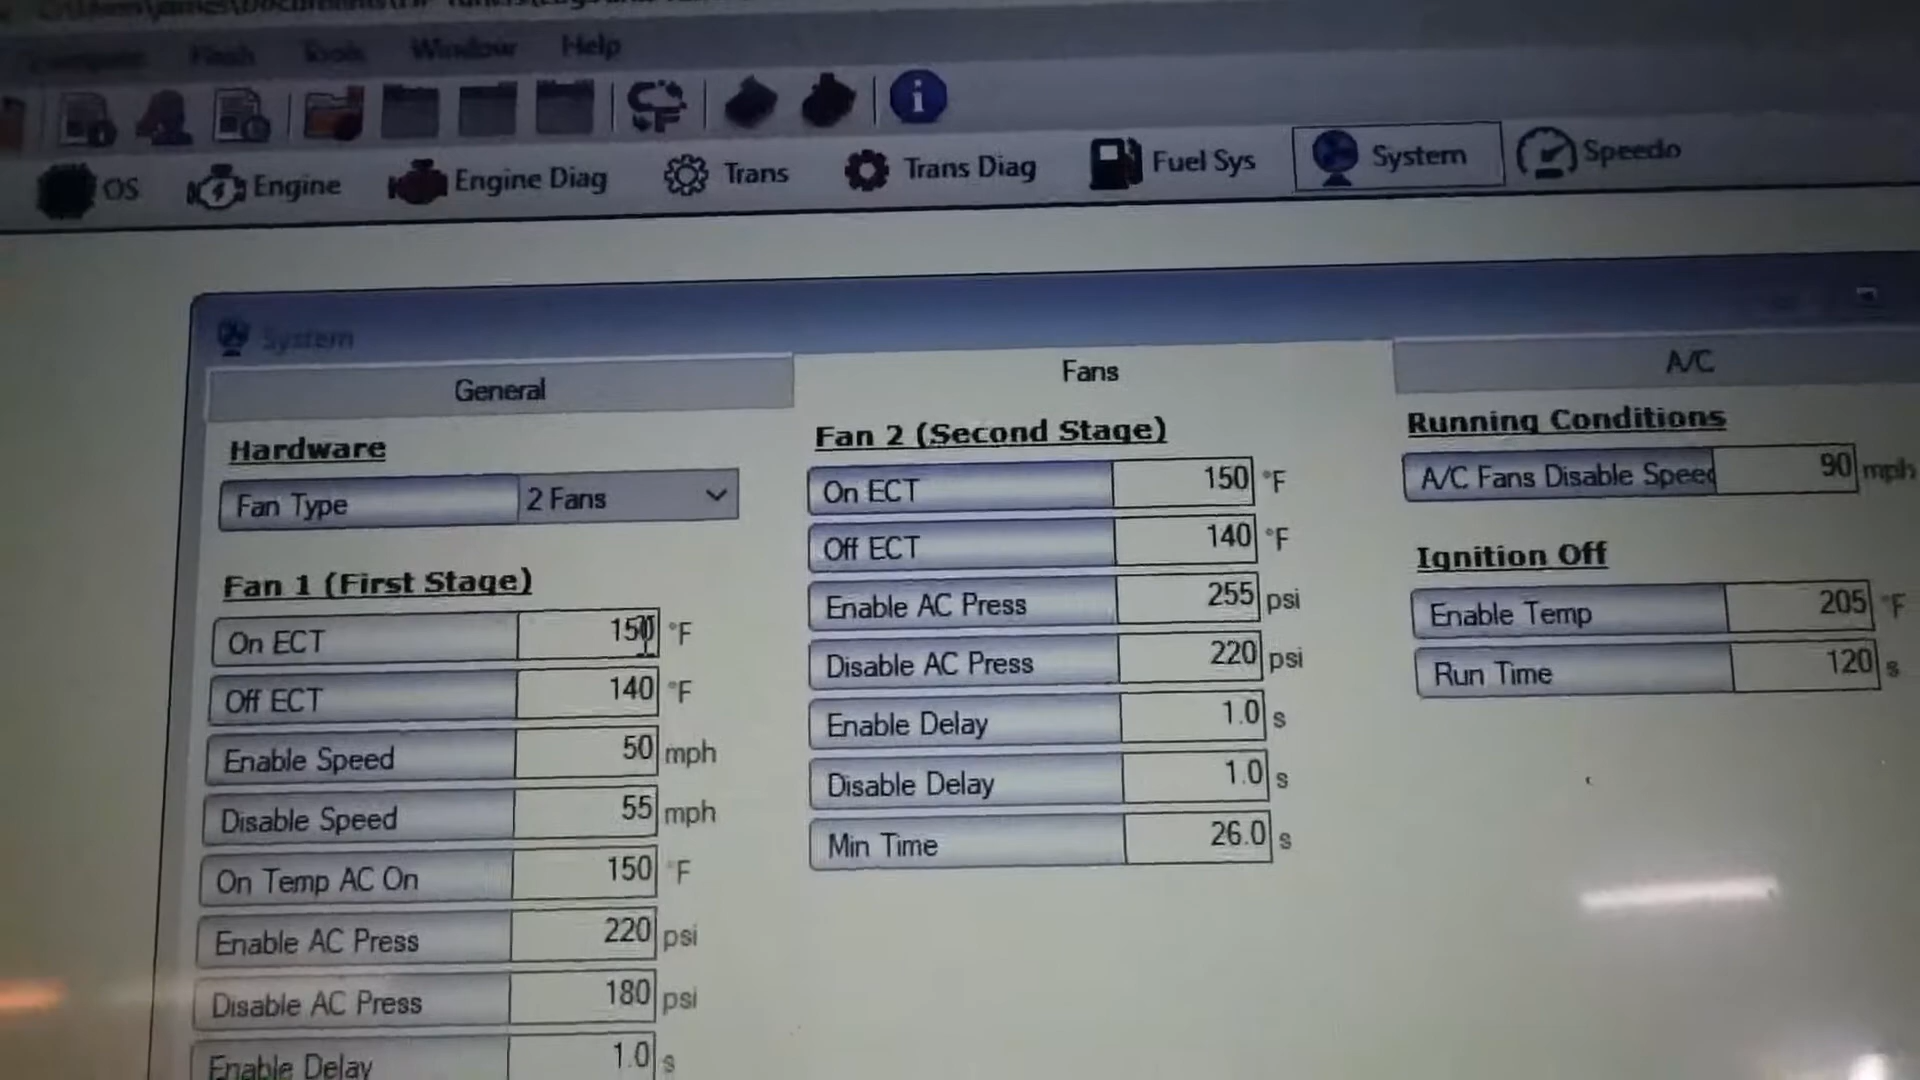 Flash Tools Window Help
OS Engine Engine Diag Trans Trans Diag Fuel Sys System Speedo
System
General Fans A/C
Hardware
Fan Type 2 Fans
Fan 1 (First Stage)
On ECT 150 °F
Off ECT 140 °F
Enable Speed 50 mph
Disable Speed 55 mph
On Temp AC On 150 °F
Enable AC Press 220 psi
Disable AC Press 180 psi
Enable Delay 1.0 s
Fan 2 (Second Stage)
On ECT 150 °F
Off ECT 140 °F
Enable AC Press 255 psi
Disable AC Press 220 psi
Enable Delay 1.0 s
Disable Delay 1.0 s
Min Time 26.0 s
Running Conditions
A/C Fans Disable Speed 90 mph
Ignition Off
Enable Temp 205 °F
Run Time 120 s